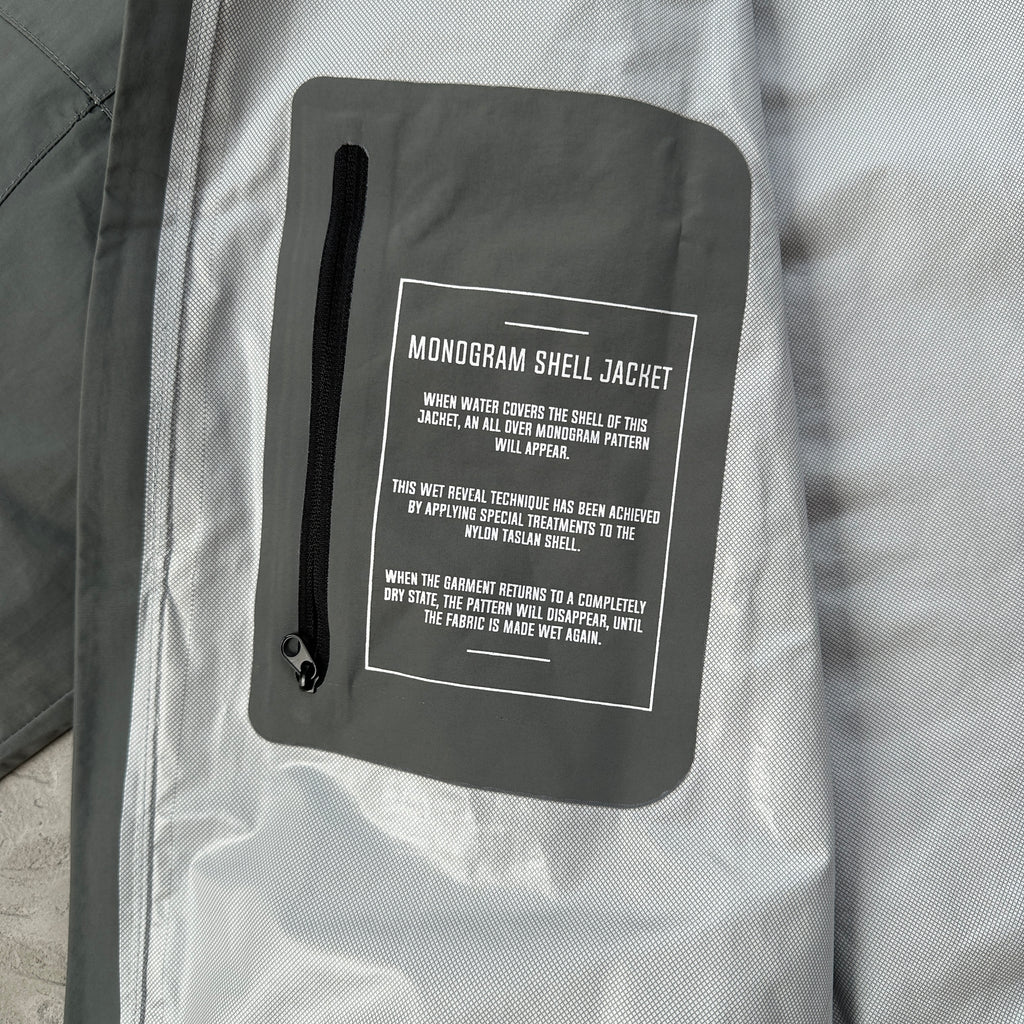 MONOGRAM SHELL JACKET
WHEN WATER COVERS THE SHELL OF THIS
JACKET, AN ALL OVER MONOGRAM PATTERN
WILL APPEAR.
THIS WET REVEAL TECHNIQUE HAS BEEN ACHIEVED
BY APPLYING SPECIAL TREATMENTS TO THE
NYLON TASLAN SHELL.
WHEN THE GARMENT RETURNS TO A COMPLETELY
DRY STATE, THE PATTERN WILL DISAPPEAR, UNTIL
THE FABRIC IS MADE WET AGAIN.